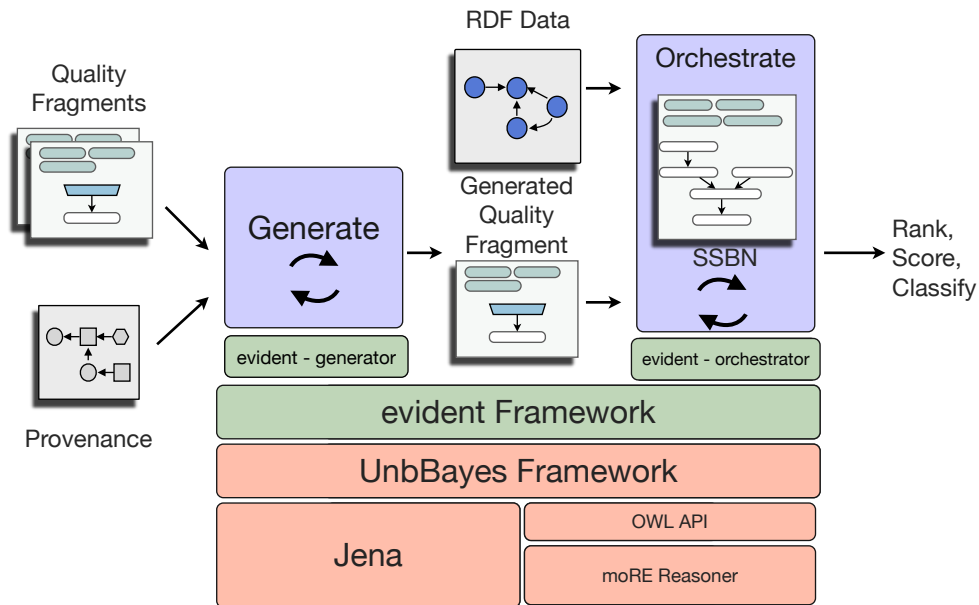 RDF Data
Quality
Fragments
Orchestrate
Generate
Generated
Quality
Fragment
SSBN
Rank,
Score,
Classify
Provenance
evident - generator
evident - orchestrator
evident Framework
UnbBayes Framework
Jena
OWL API
moRE Reasoner